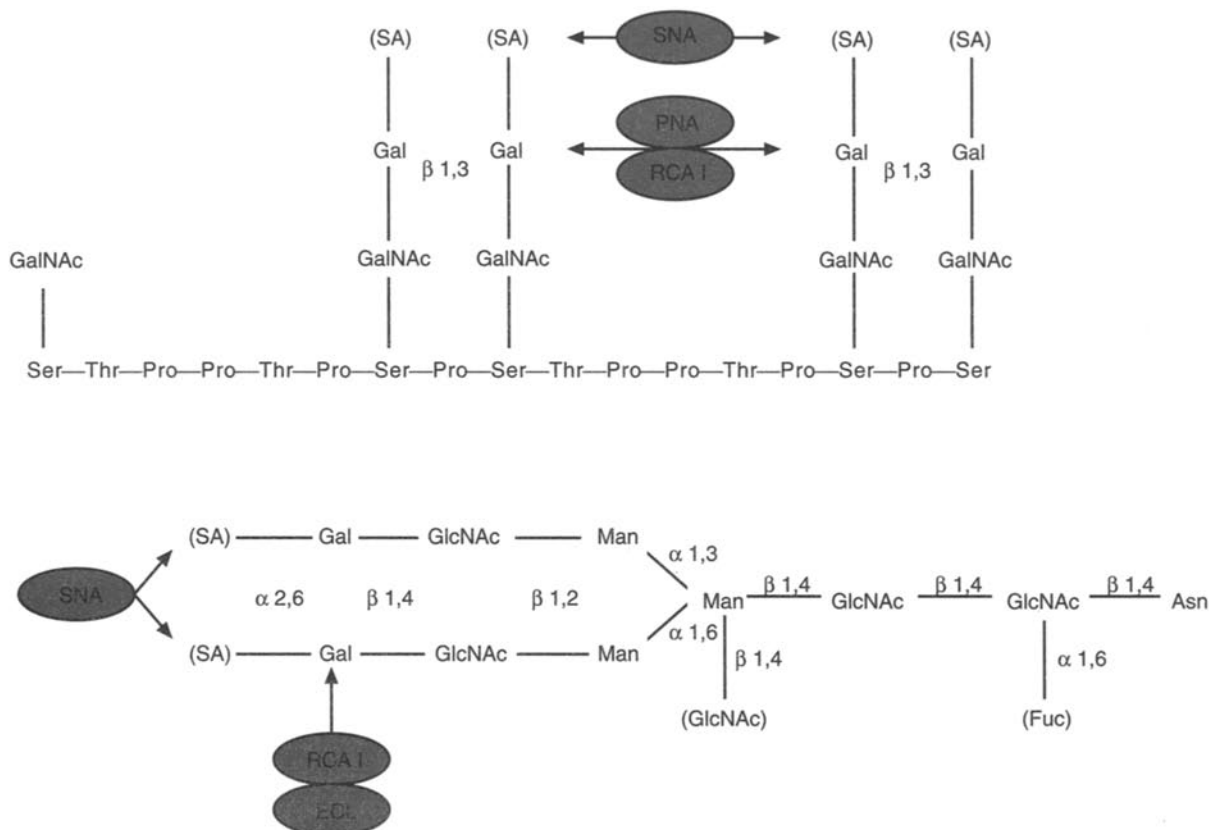 (SA) (SA) SNA (SA) (SA)
PNA
Gal β 1,3 Gal Gal β 1,3 Gal
RCA I
GalNAc GalNAc GalNAc GalNAc GalNAc
Ser—Thr—Pro—Pro—Thr—Pro—Ser—Pro—Ser—Thr—Pro—Pro—Thr—Pro—Ser—Pro—Ser
(SA) Gal GlcNAc Man
α 1,3
SNA α 2,6 β 1,4 β 1,2 Man β 1,4 GlcNAc β 1,4 GlcNAc β 1,4 Asn
α 1,6
(SA) Gal GlcNAc Man β 1,4 α 1,6
(GlcNAc) (Fuc)
RCA I
ECL